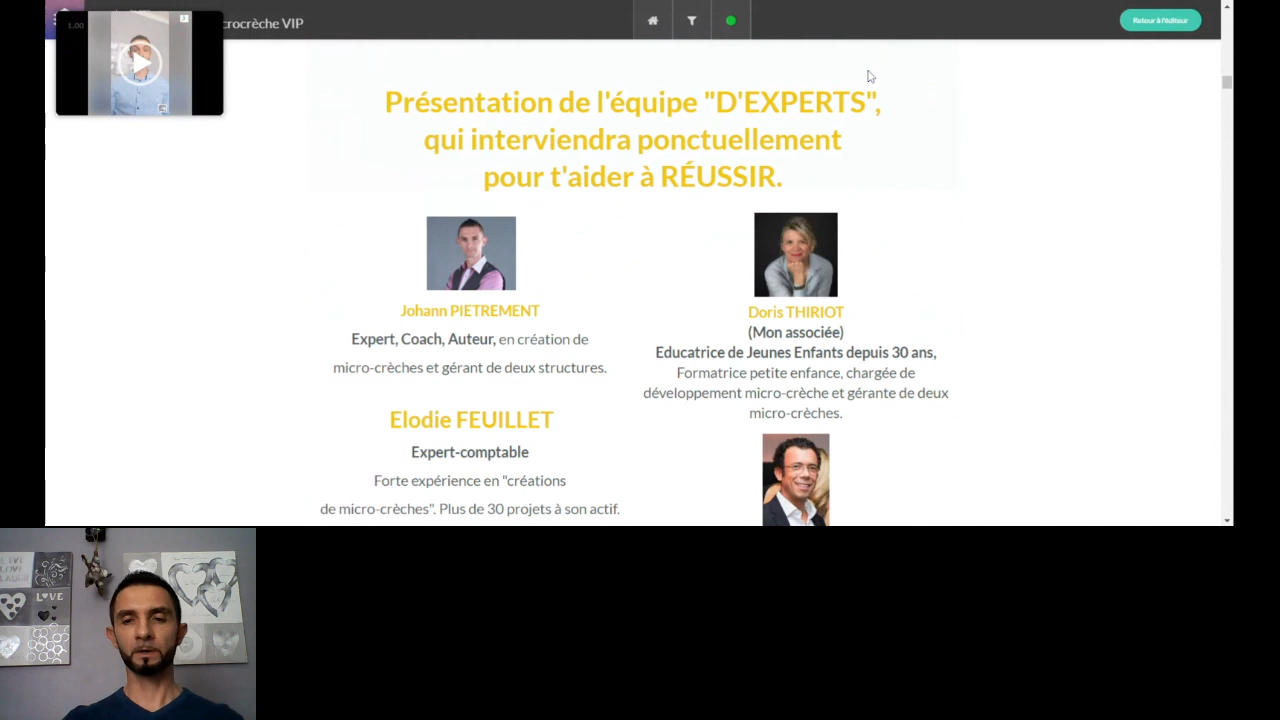 crocrèche VIP
Retour à l'éditeur
1.00
Présentation de l'équipe "D'EXPERTS",
qui interviendra ponctuellement
pour t'aider à RÉUSSIR.
Johann PIETREMENT
Expert, Coach, Auteur, en création de
micro-crèches et gérant de deux structures.
Elodie FEUILLET
Expert-comptable
Forte expérience en "créations
de micro-crèches". Plus de 30 projets à son actif.
Doris THIRIOT
(Mon associée)
Educatrice de Jeunes Enfants depuis 30 ans,
Formatrice petite enfance, chargée de
développement micro-crèche et gérante de deux
micro-crèches.
LIVE
LOVE
LAUGH
LOVE